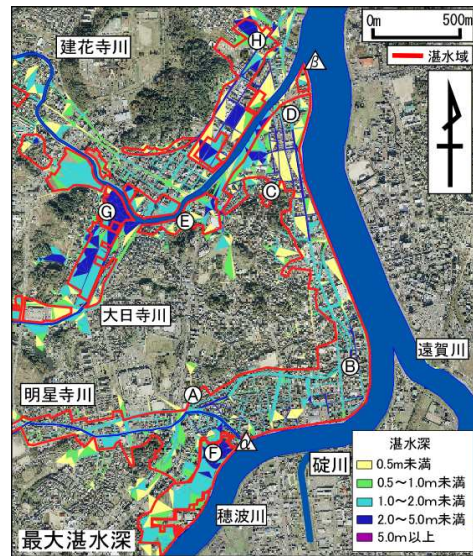 建花寺川
0m 500m
湛水域
H
β
D
C
G
E
大日寺川
遠賀川
明星寺川
A
B
F
α
碇川
穂波川
最大湛水深
湛水深
0.5m未満
0.5～1.0m未満
1.0～2.0m未満
2.0～5.0m未満
5.0m以上